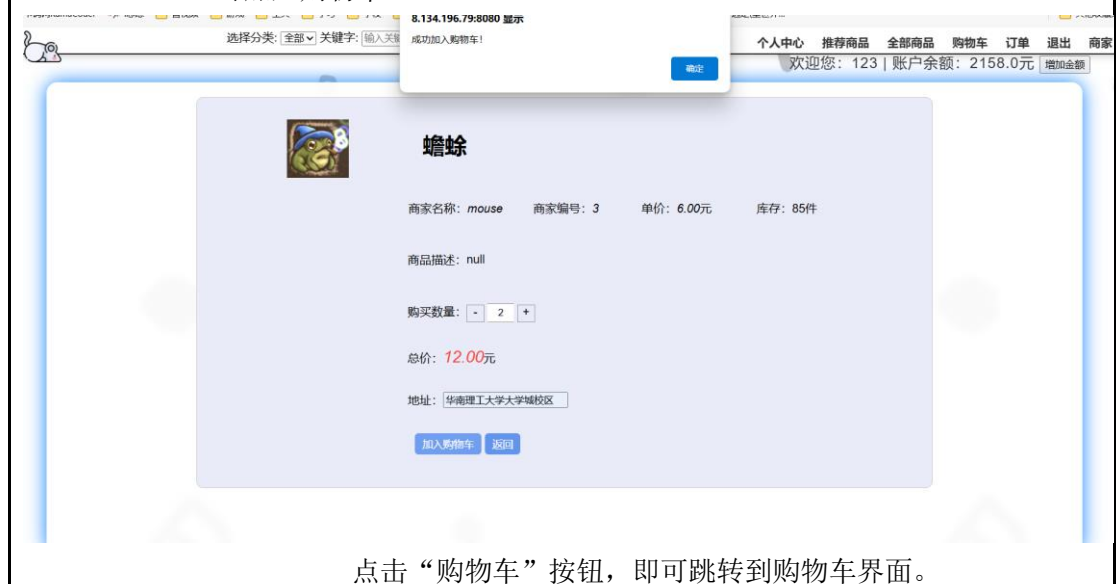 8.134.196.79:8080 显示
成功加入购物车！
确定
选择分类: 全部 关键字: 输入关键
个人中心 推荐商品 全部商品 购物车 订单 退出 商家
欢迎您：123 | 账户余额：2158.0元 增加金额
蟾蜍
商家名称：mouse 商家编号：3 单价：6.00元 库存：85件
商品描述：null
购买数量： - 2 +
总价：12.00元
地址： 华南理工大学大学城校区
加入购物车 返回
点击“购物车”按钮，即可跳转到购物车界面。